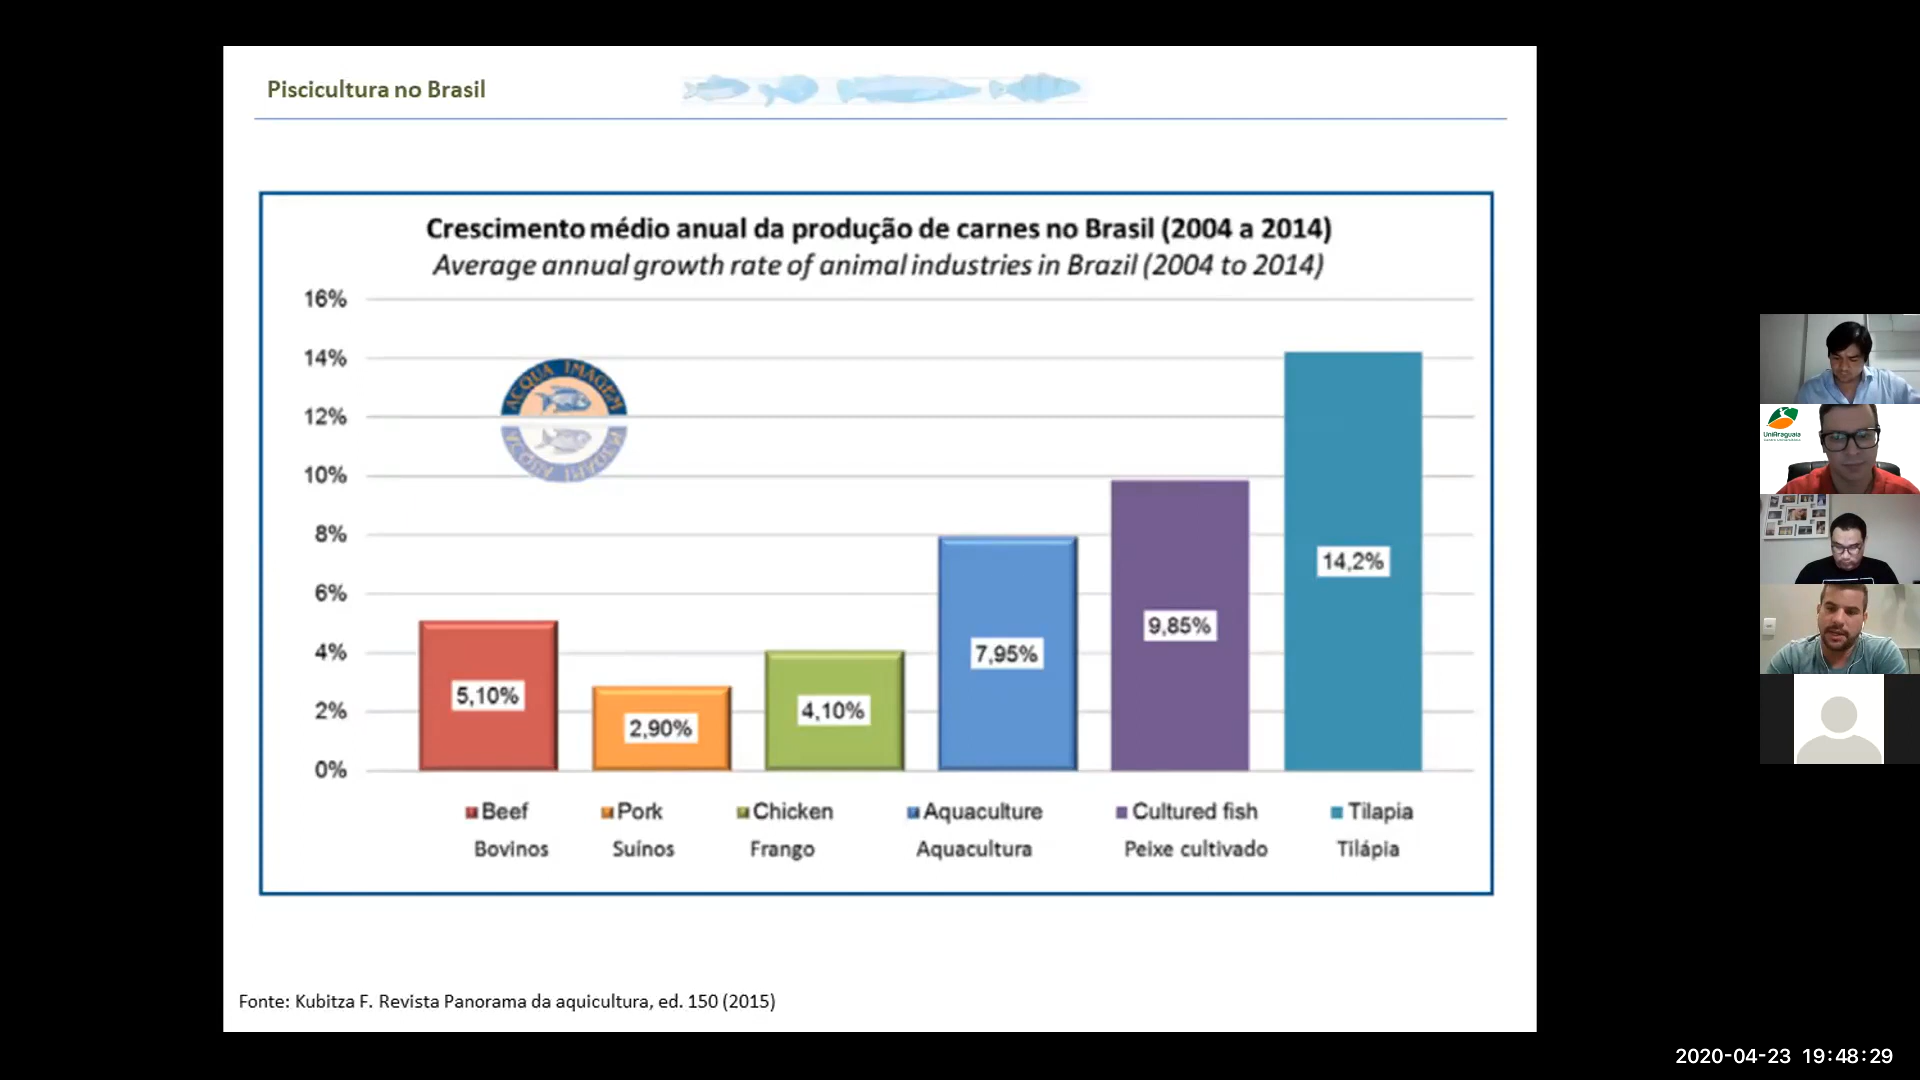 Piscicultura no Brasil
Crescimento médio anual da produção de carnes no Brasil (2004 a 2014)
Average annual growth rate of animal industries in Brazil (2004 to 2014)
16%
14%
12%
10%
8%
6%
4%
2%
0%
ACQUA IMAGEM
5,10%
2,90%
4,10%
7,95%
9,85%
14,2%
Beef Pork Chicken Aquaculture Cultured fish Tilapia
Bovinos Suínos Frango Aquacultura Peixe cultivado Tilápia
Fonte: Kubitza F. Revista Panorama da aquicultura, ed. 150 (2015)
UniAraguaia
2020-04-23 19:48:29